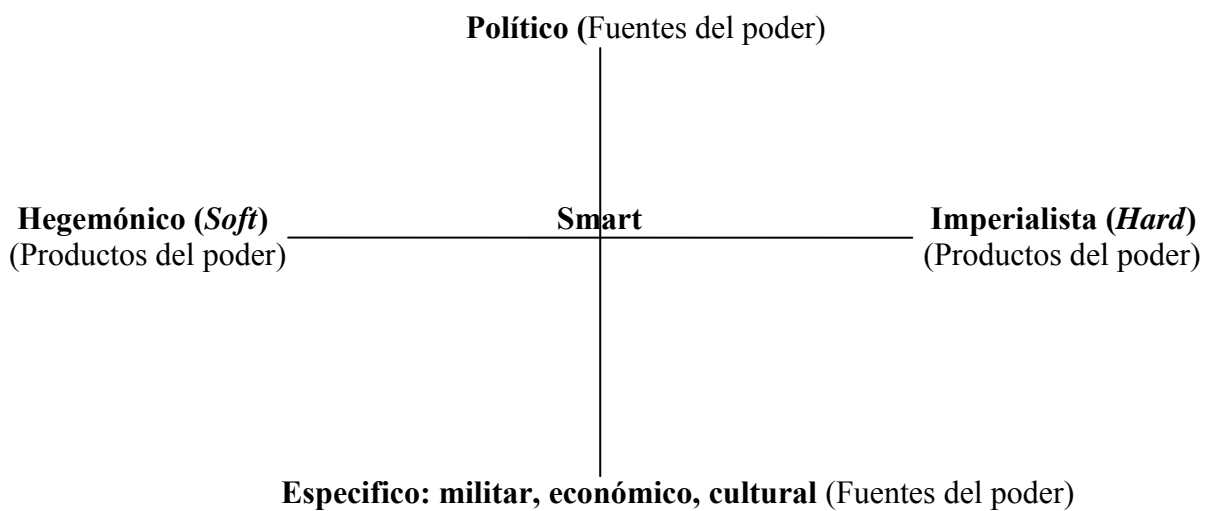 Político (Fuentes del poder)
Hegemónico (Soft)
(Productos del poder)
Smart
Imperialista (Hard)
(Productos del poder)
Especifico: militar, económico, cultural (Fuentes del poder)